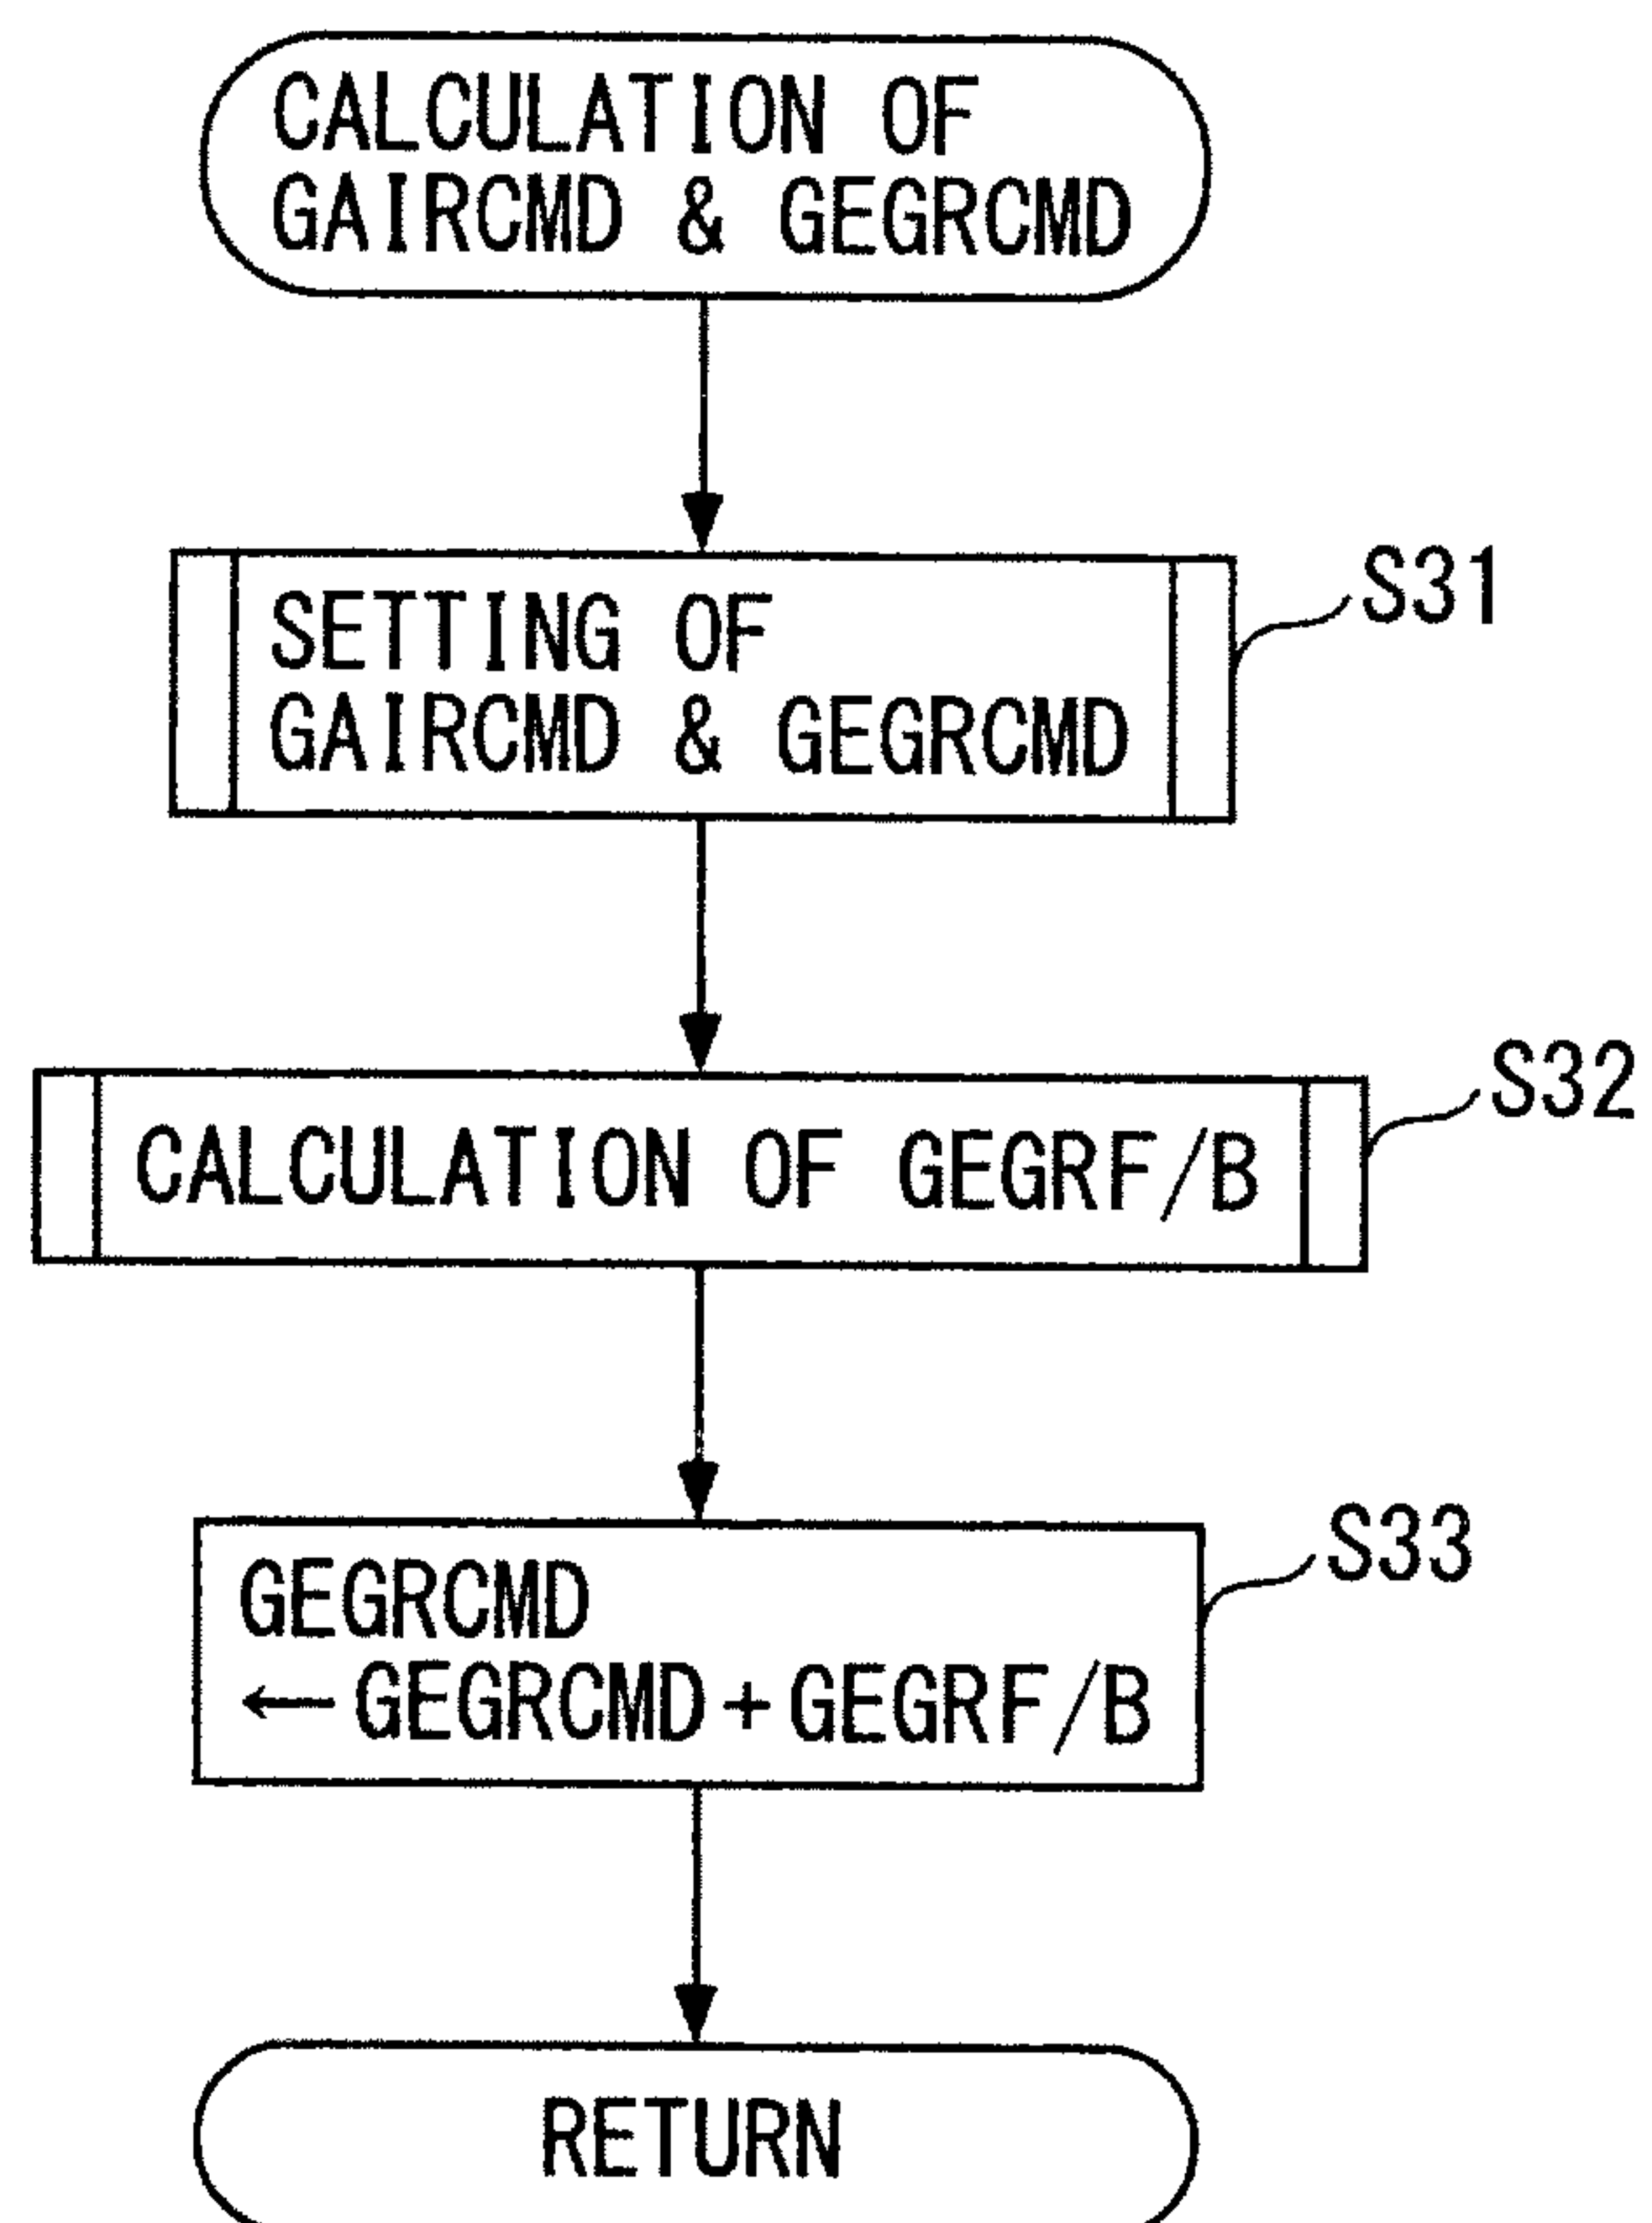 CALCULATION OF
GAIRCMD & GEGRCMD
S31
SETTING OF
GAIRCMD & GEGRCMD
S32
CALCULATION OF GEGRF/B
S33
GEGRCMD
← GEGRCMD+GEGRF/B
RETURN